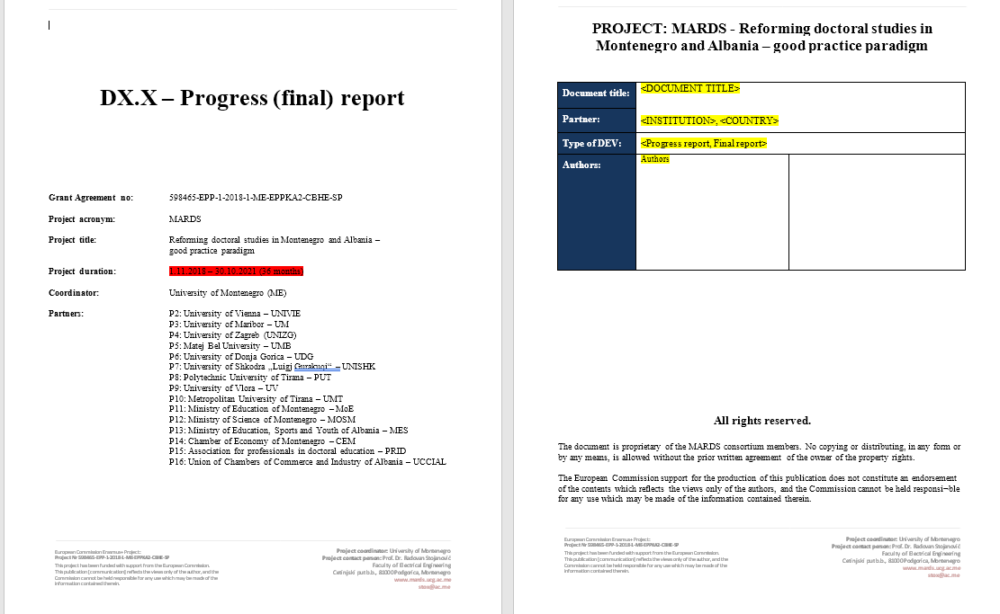 DX.X – Progress (final) report
Grant Agreement no: 598465-EPP-1-2018-1-ME-EPPKA2-CBHE-SP
Project acronym: MARDS
Project title: Reforming doctoral studies in Montenegro and Albania –
good practice paradigm
Project duration: 1.11.2018 – 30.10.2021 (36 months)
Coordinator: University of Montenegro (ME)
Partners: P2: University of Vienna – UNIVIE
P3: University of Maribor – UM
P4: University of Zagreb (UNIZG)
P5: Matej Bel University – UMB
P6: University of Donja Gorica – UDG
P7: University of Shkodra „Luigj Gurakuqi“ – UNISHK
P8: Polytechnic University of Tirana – PUT
P9: University of Vlora – UV
P10: Metropolitan University of Tirana – UMT
P11: Ministry of Education of Montenegro – MoE
P12: Ministry of Science of Montenegro – MOSM
P13: Ministry of Education, Sports and Youth of Albania – MES
P14: Chamber of Economy of Montenegro – CEM
P15: Association for professionals in doctoral education – PRID
P16: Union of Chambers of Commerce and Industry of Albania – UCCIAL
European Commission Erasmus+ Project:
Project Nr 598465-EPP-1-2018-1-ME-EPPKA2-CBHE-SP
This project has been funded with support from the European Commission.
This publication [communication] reflects the views only of the author, and the
Commission cannot be held responsible for any use which may be made of the
information contained therein.
Project coordinator: University of Montenegro
Project contact person: Prof. Dr. Radovan Stojanović
Faculty of Electrical Engineering
Cetinjski put b.b., 81000 Podgorica, Montenegro
www.mards.ucg.ac.me
stox@ac.me
PROJECT: MARDS - Reforming doctoral studies in
Montenegro and Albania – good practice paradigm
Document title: <DOCUMENT TITLE>
Partner: <INSTITUTION>, <COUNTRY>
Type of DEV: <Progress report, Final report>
Authors: Authors
All rights reserved.
The document is proprietary of the MARDS consortium members. No copying or distributing, in any form or
by any means, is allowed without the prior written agreement of the owner of the property rights.
The European Commission support for the production of this publication does not constitute an endorsement
of the contents which reflects the views only of the authors, and the Commission cannot be held responsi¬ble
for any use which may be made of the information contained therein.
European Commission Erasmus+ Project:
Project Nr 598465-EPP-1-2018-1-ME-EPPKA2-CBHE-SP
This project has been funded with support from the European Commission.
This publication [communication] reflects the views only of the author, and the
Commission cannot be held responsible for any use which may be made of the
information contained therein.
Project coordinator: University of Montenegro
Project contact person: Prof. Dr. Radovan Stojanović
Faculty of Electrical Engineering
Cetinjski put b.b., 81000 Podgorica, Montenegro
www.mards.ucg.ac.me
stox@ac.me